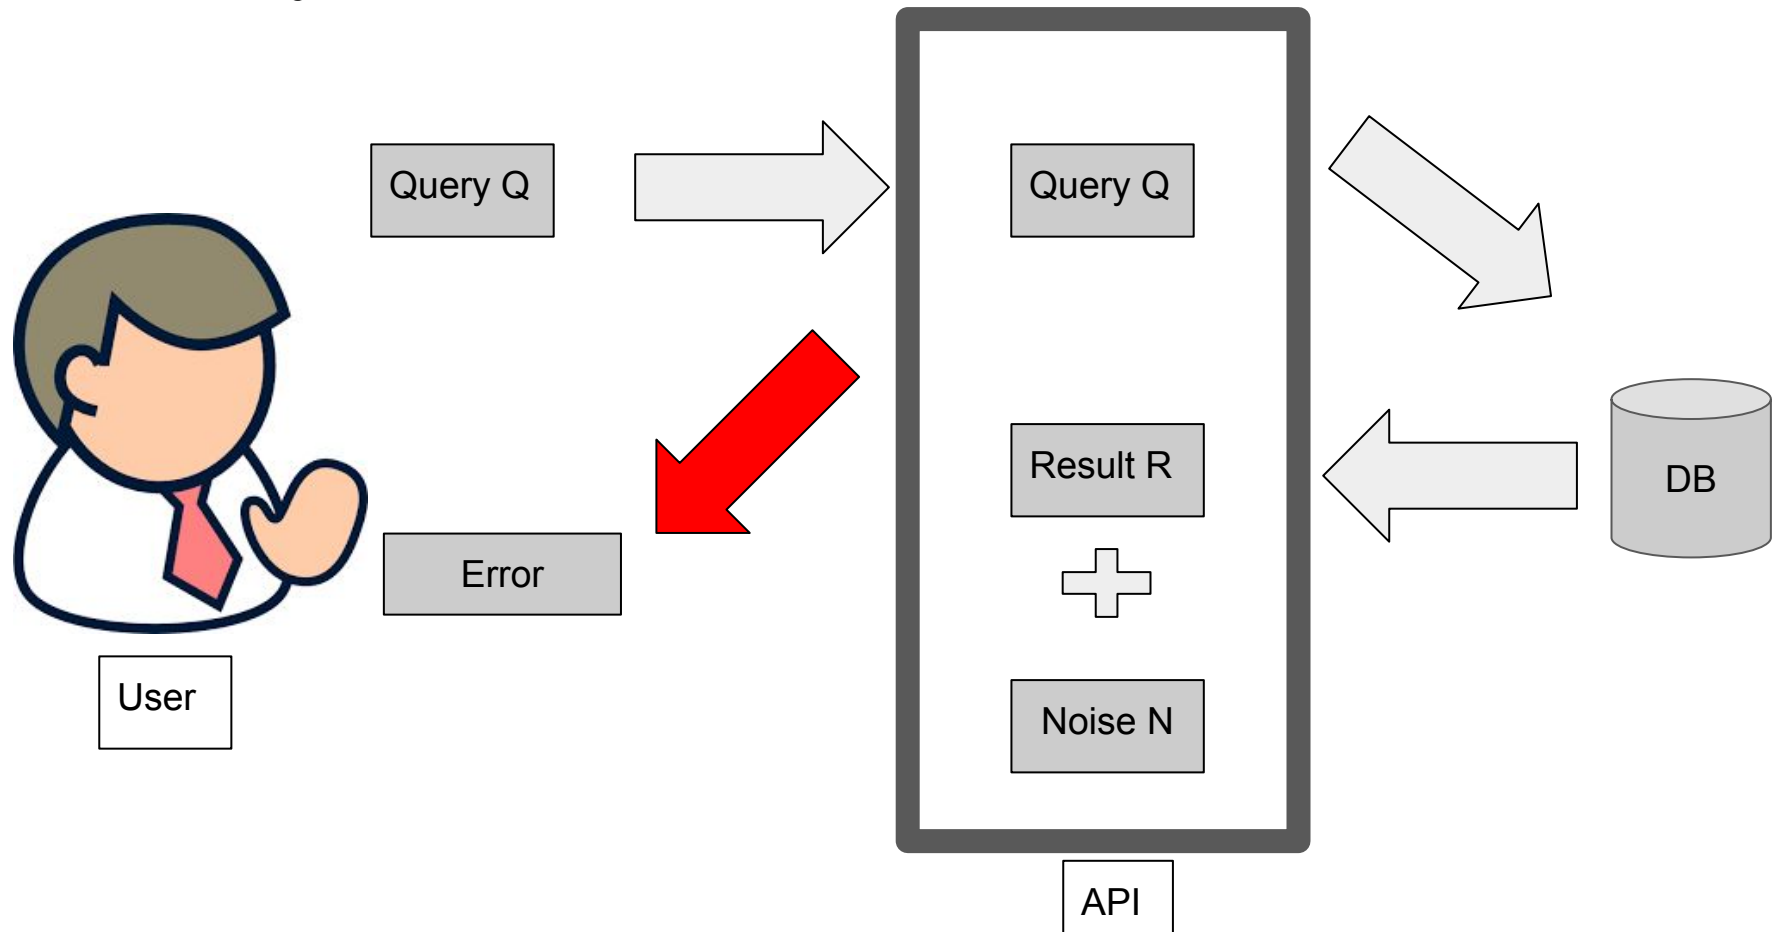 Query Q
Query Q
Result R
DB
Error
User
Noise N
API